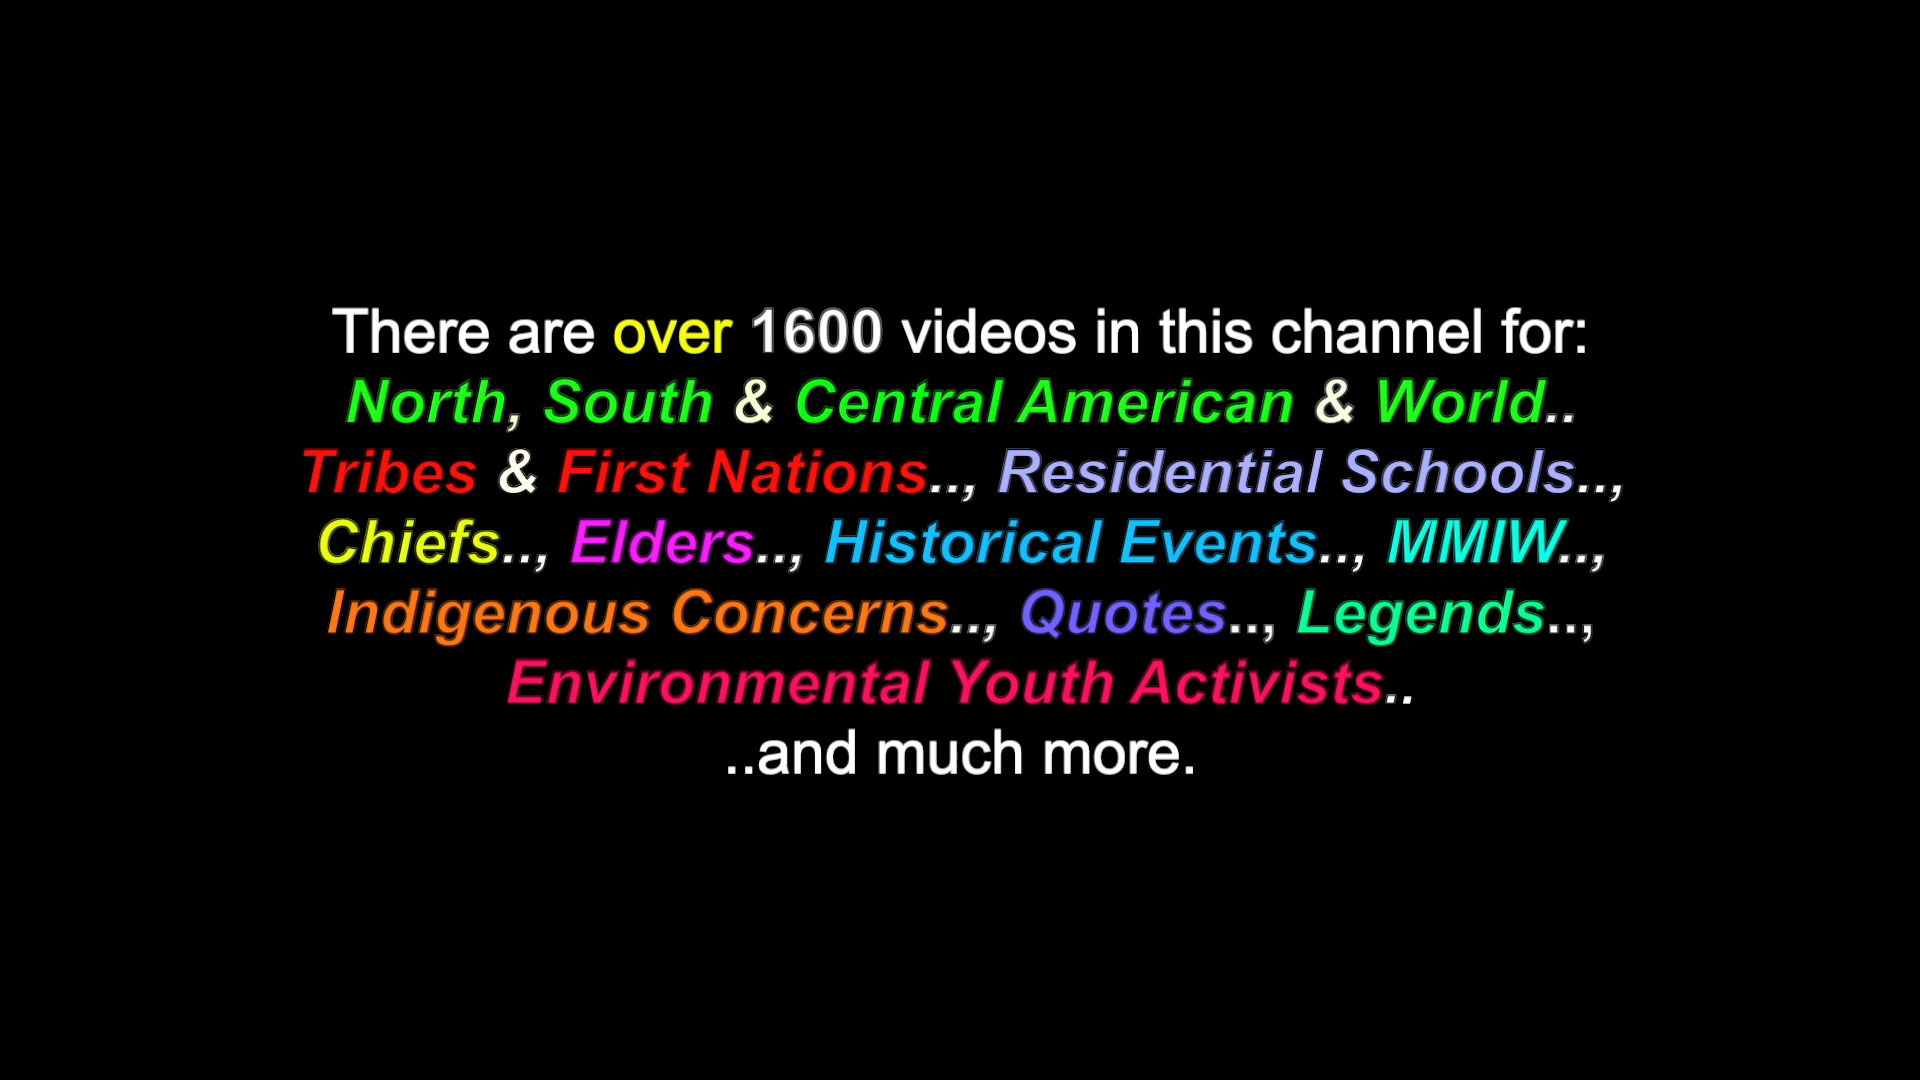 There are over 1600 videos in this channel for:
North, South & Central American & World..
Tribes & First Nations.., Residential Schools..,
Chiefs.., Elders.., Historical Events.., MMIW..,
Indigenous Concerns.., Quotes.., Legends..,
Environmental Youth Activists..
..and much more.